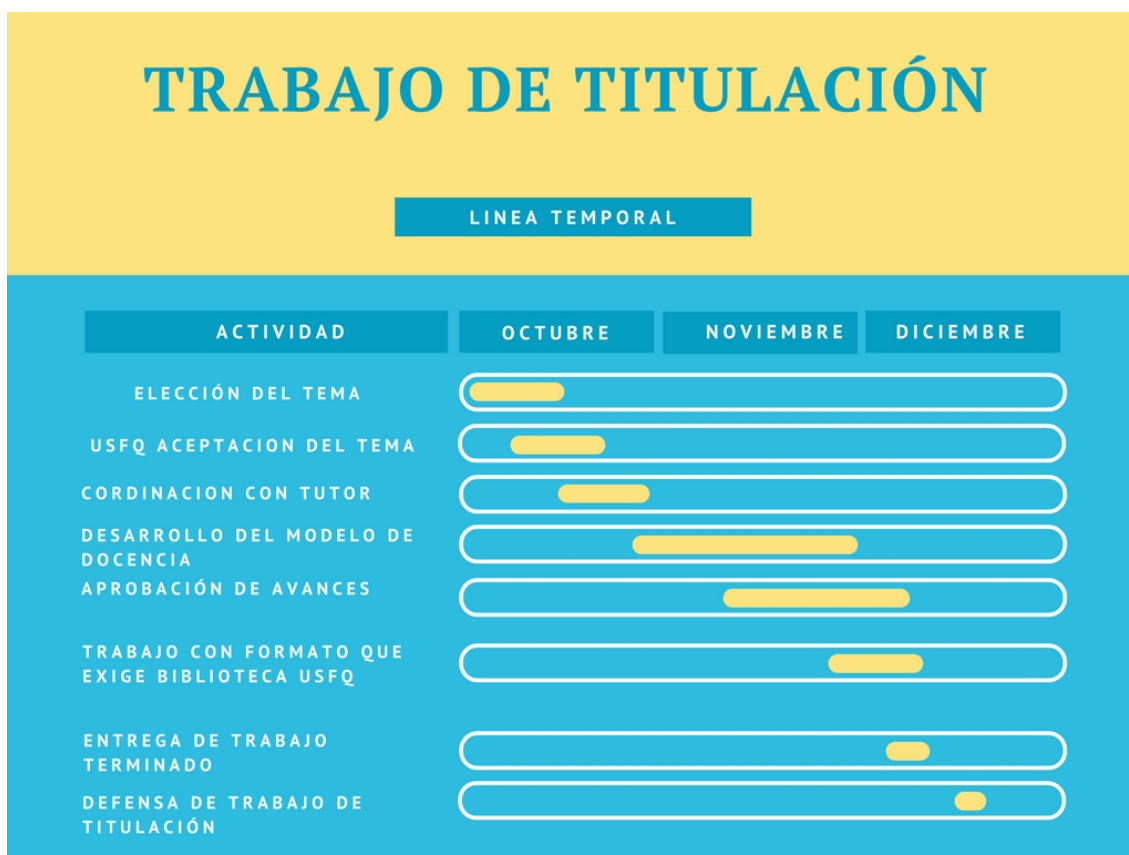 TRABAJO DE TITULACIÓN
LINEA TEMPORAL
ACTIVIDAD OCTUBRE NOVIEMBRE DICIEMBRE
ELECCIÓN DEL TEMA
USFQ ACEPTACION DEL TEMA
CORDINACION CON TUTOR
DESARROLLO DEL MODELO DE
DOCENCIA
APROBACIÓN DE AVANCES
TRABAJO CON FORMATO QUE
EXIGE BIBLIOTECA USFQ
ENTREGA DE TRABAJO
TERMINADO
DEFENSA DE TRABAJO DE
TITULACIÓN